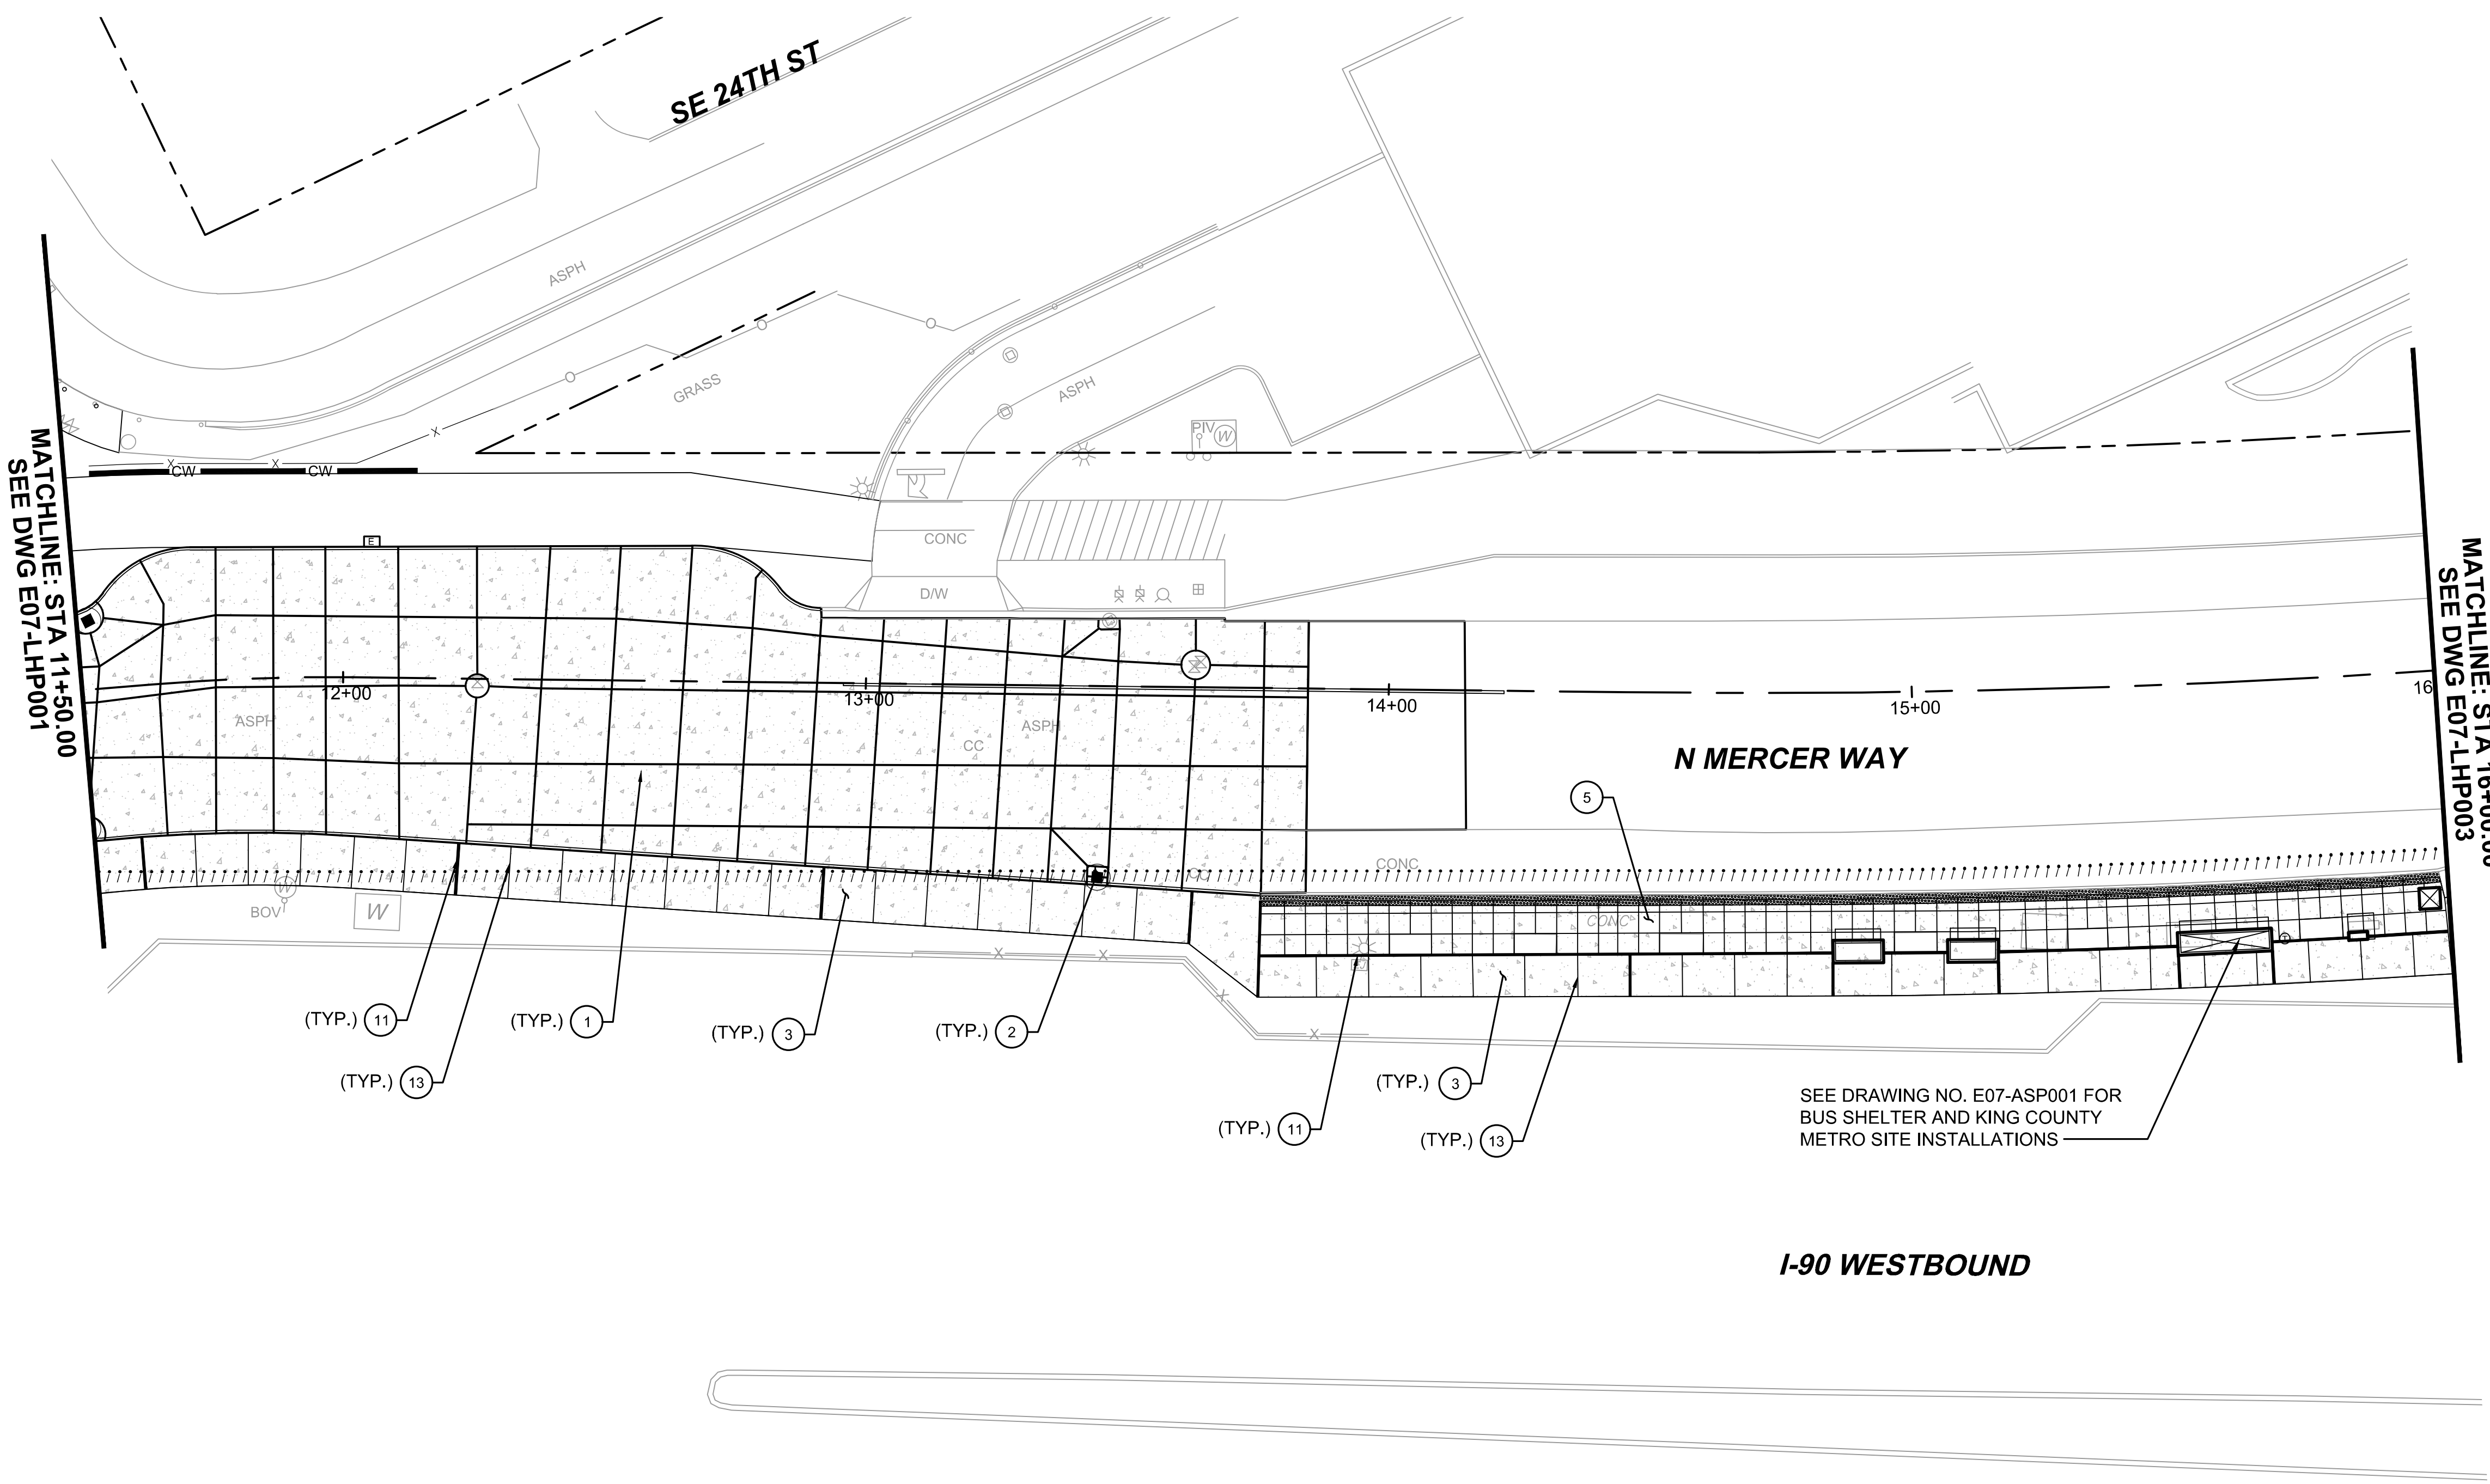 SE 24TH ST
ASPH
GRASS
ASPH
PIV
W
MATCHLINE: STA 11+50.00
SEE DWG E07-LHP001
X
X
X
CW
CW
E
CONC
D/W
MATCHLINE: STA 16+00.00
SEE DWG E07-LHP003
12+00
13+00
14+00
15+00
16
ASPH
CC
ASPH
N MERCER WAY
5
CONC
W
BOV
W
CONC
X
X
X
X
(TYP.) 11
(TYP.) 1
(TYP.) 3
(TYP.) 2
(TYP.) 13
(TYP.) 3
(TYP.) 11
(TYP.) 13
SEE DRAWING NO. E07-ASP001 FOR
BUS SHELTER AND KING COUNTY
METRO SITE INSTALLATIONS
I-90 WESTBOUND